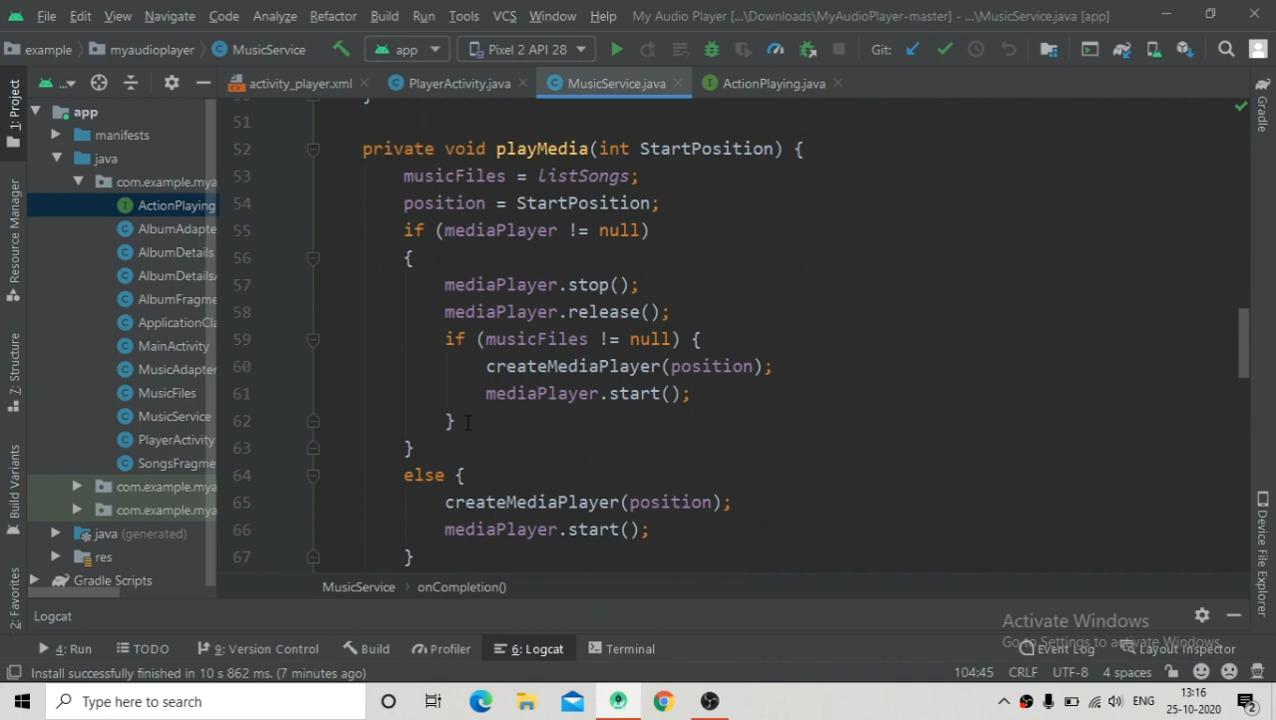 File Edit View Navigate Code Analyze Refactor Build Run Tools VCS Window Help My Audio Player [...\Downloads\MyAudioPlayer-master] - ...\MusicService.java [app]
example myaudioplayer MusicService app Pixel 2 API 28 Git:
activity_player.xml PlayerActivity.java MusicService.java ActionPlaying.java
1: Project
Resource Manager
Z: Structure
Build Variants
2: Favorites
app
manifests
java
com.example.mya
ActionPlaying
AlbumAdapte
AlbumDetails
AlbumDetails
AlbumFragme
ApplicationCla
MainActivity
MusicAdapter
MusicFiles
MusicService
PlayerActivity
SongsFragme
com.example.mya
com.example.mya
java (generated)
res
Gradle Scripts
}
51
52 private void playMedia(int StartPosition) {
53 musicFiles = listSongs;
54 position = StartPosition;
55 if (mediaPlayer != null)
56 {
57 mediaPlayer.stop();
58 mediaPlayer.release();
59 if (musicFiles != null) {
60 createMediaPlayer(position);
61 mediaPlayer.start();
62 }
63 }
64 else {
65 createMediaPlayer(position);
66 mediaPlayer.start();
67 }
MusicService › onCompletion()
Gradle
Device File Explorer
Logcat
Activate Windows
Go to Settings to activate Windows.
4: Run TODO 9: Version Control Build Profiler 6: Logcat Terminal Event Log Layout Inspector
Install successfully finished in 10 s 862 ms. (7 minutes ago) 104:45 CRLF UTF-8 4 spaces
Type here to search ENG 13:16
25-10-2020 2